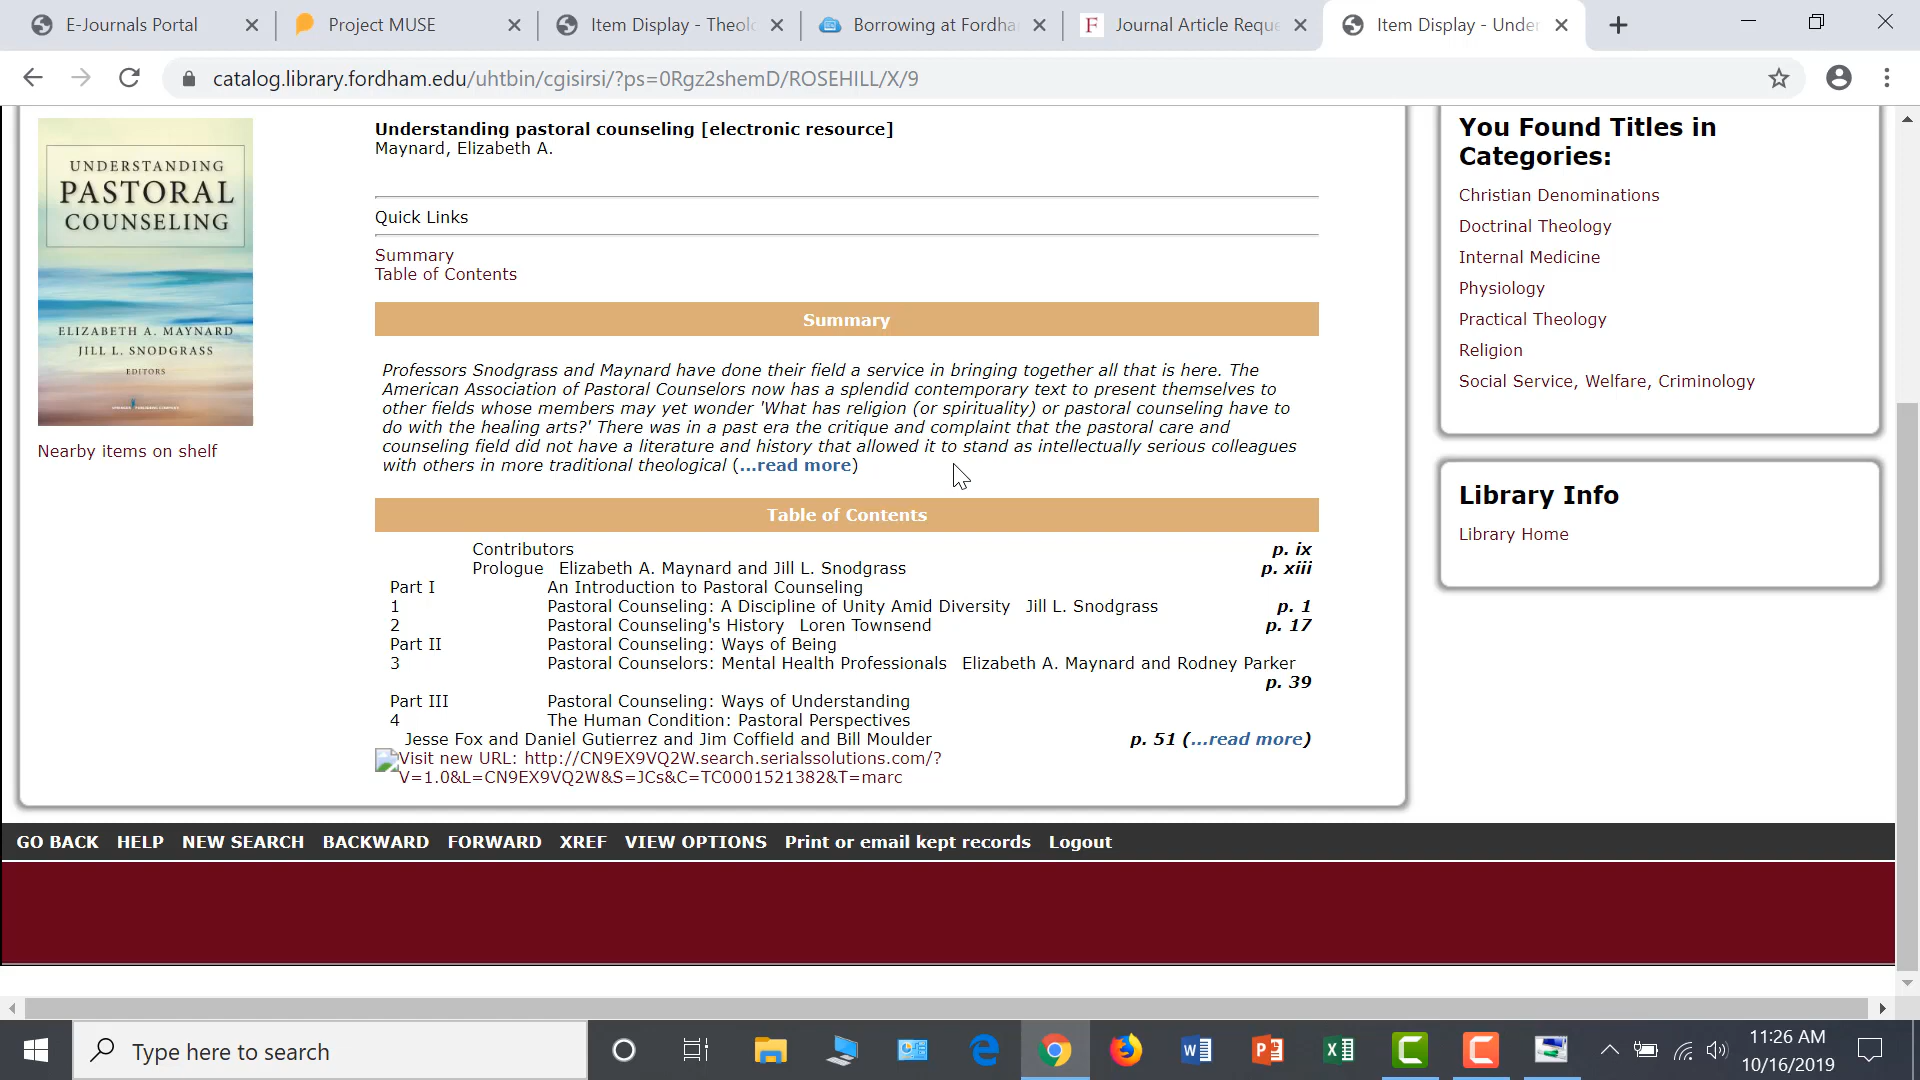 E-Journals Portal
Project MUSE
Item Display - Theolo
Borrowing at Fordha
Journal Article Reque
Item Display - Under
catalog.library.fordham.edu/uhtbin/cgisirsi/?ps=0Rgz2shemD/ROSEHILL/X/9
UNDERSTANDING
PASTORAL
COUNSELING
ELIZABETH A. MAYNARD
JILL L. SNODGRASS
EDITORS
Nearby items on shelf
Understanding pastoral counseling [electronic resource]
Maynard, Elizabeth A.
Quick Links
Summary
Table of Contents
Summary
Professors Snodgrass and Maynard have done their field a service in bringing together all that is here. The
American Association of Pastoral Counselors now has a splendid contemporary text to present themselves to
other fields whose members may yet wonder 'What has religion (or spirituality) or pastoral counseling have to
do with the healing arts?' There was in a past era the critique and complaint that the pastoral care and
counseling field did not have a literature and history that allowed it to stand as intellectually serious colleagues
with others in more traditional theological (...read more)
Table of Contents
Contributors p. ix
Prologue Elizabeth A. Maynard and Jill L. Snodgrass p. xiii
Part I An Introduction to Pastoral Counseling
1 Pastoral Counseling: A Discipline of Unity Amid Diversity Jill L. Snodgrass p. 1
2 Pastoral Counseling's History Loren Townsend p. 17
Part II Pastoral Counseling: Ways of Being
3 Pastoral Counselors: Mental Health Professionals Elizabeth A. Maynard and Rodney Parker
p. 39
Part III Pastoral Counseling: Ways of Understanding
4 The Human Condition: Pastoral Perspectives
Jesse Fox and Daniel Gutierrez and Jim Coffield and Bill Moulder p. 51 (...read more)
Visit new URL: http://CN9EX9VQ2W.search.serialssolutions.com/?
V=1.0&L=CN9EX9VQ2W&S=JCs&C=TC0001521382&T=marc
You Found Titles in
Categories:
Christian Denominations
Doctrinal Theology
Internal Medicine
Physiology
Practical Theology
Religion
Social Service, Welfare, Criminology
Library Info
Library Home
GO BACK HELP NEW SEARCH BACKWARD FORWARD XREF VIEW OPTIONS Print or email kept records Logout
Type here to search
11:26 AM
10/16/2019